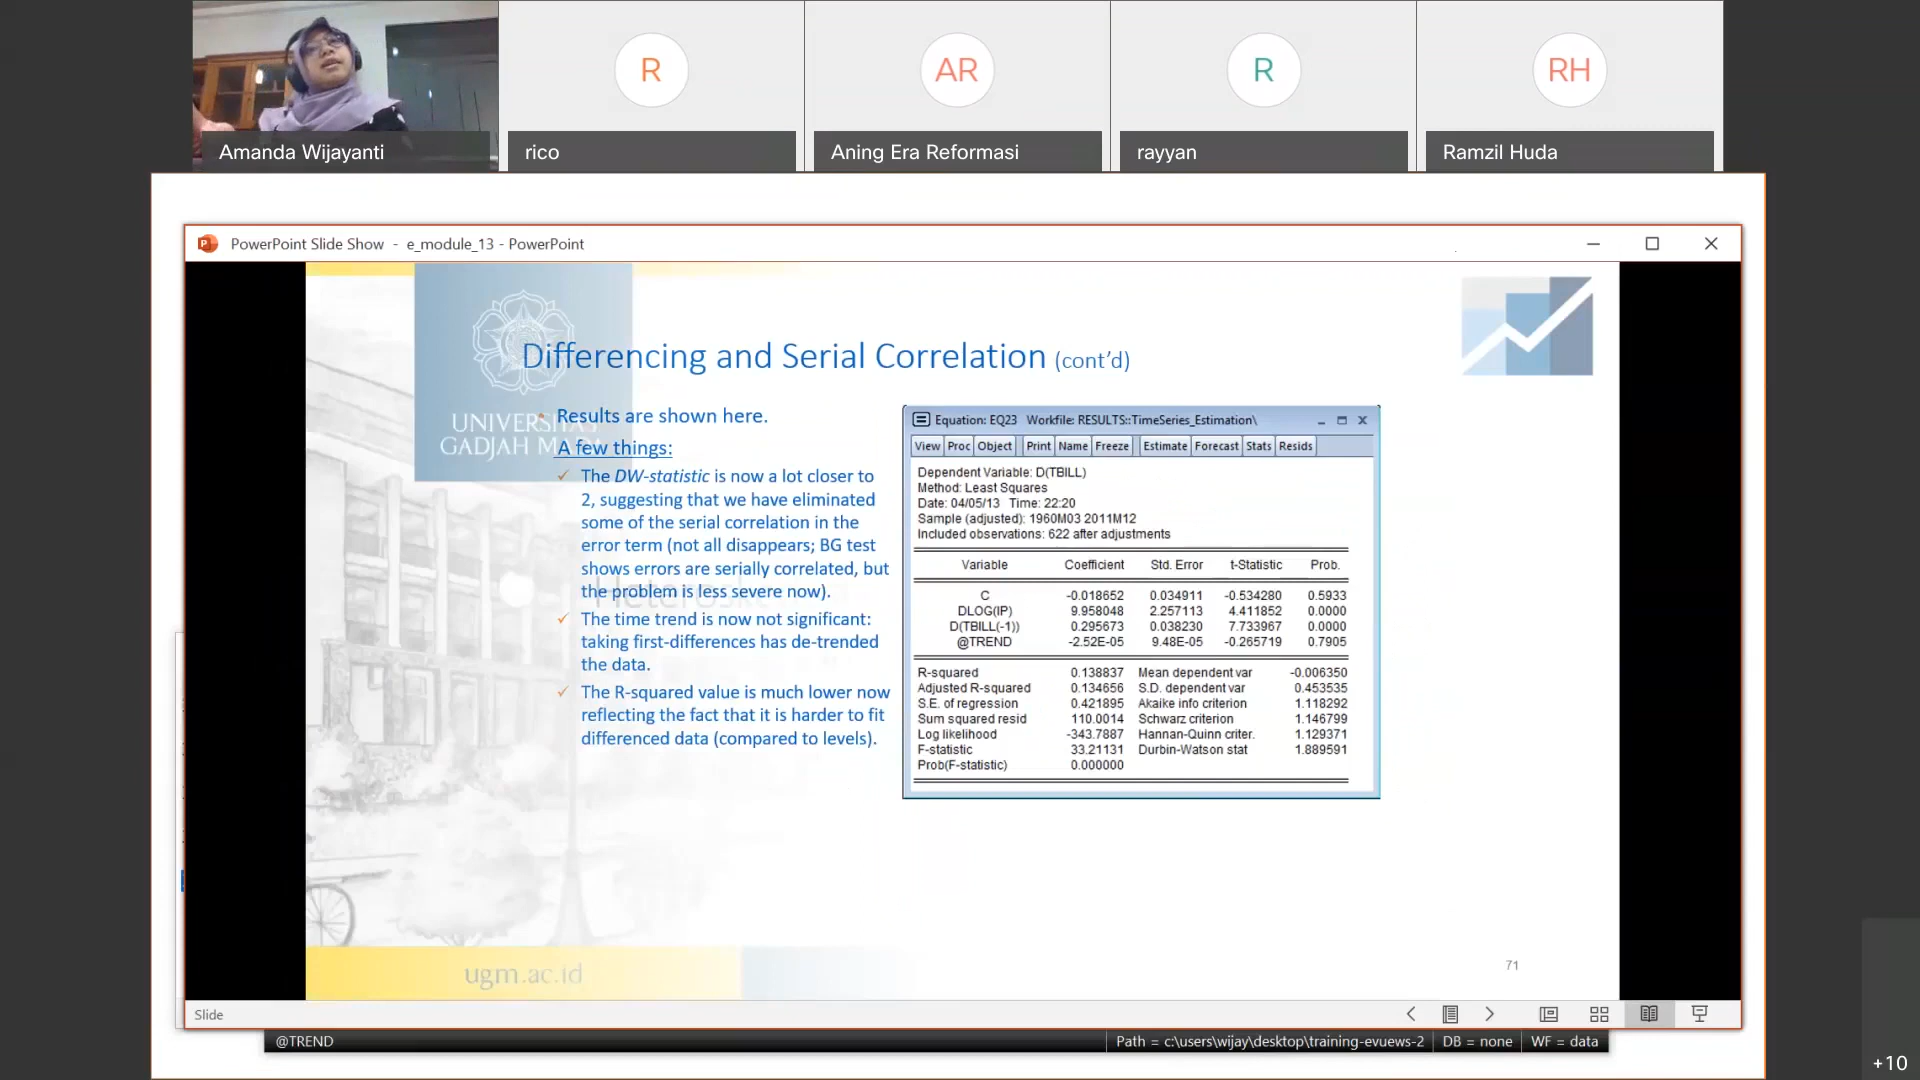 R
AR
R
RH
Amanda Wijayanti
rico
Aning Era Reformasi
rayyan
Ramzil Huda
PowerPoint Slide Show - e_module_13 - PowerPoint
Differencing and Serial Correlation (cont'd)
Results are shown here.
A few things:
✓ The DW-statistic is now a lot closer to
2, suggesting that we have eliminated
some of the serial correlation in the
error term (not all disappears; BG test
shows errors are serially correlated, but
the problem is less severe now).
✓ The time trend is now not significant:
taking first-differences has de-trended
the data.
✓ The R-squared value is much lower now
reflecting the fact that it is harder to fit
differenced data (compared to levels).
Equation: EQ23 Workfile: RESULTS::TimeSeries_Estimation\
View Proc Object Print Name Freeze Estimate Forecast Stats Resids
Dependent Variable: D(TBILL)
Method: Least Squares
Date: 04/05/13 Time: 22:20
Sample (adjusted): 1960M03 2011M12
Included observations: 622 after adjustments
Variable Coefficient Std. Error t-Statistic Prob.
C -0.018652 0.034911 -0.534280 0.5933
DLOG(IP) 9.958048 2.257113 4.411852 0.0000
D(TBILL(-1)) 0.295673 0.038230 7.733967 0.0000
@TREND -2.52E-05 9.48E-05 -0.265719 0.7905
R-squared 0.138837 Mean dependent var -0.006350
Adjusted R-squared 0.134656 S.D. dependent var 0.453535
S.E. of regression 0.421895 Akaike info criterion 1.118292
Sum squared resid 110.0014 Schwarz criterion 1.146799
Log likelihood -343.7887 Hannan-Quinn criter. 1.129371
F-statistic 33.21131 Durbin-Watson stat 1.889591
Prob(F-statistic) 0.000000
ugm.ac.id
71
Slide
@TREND
Path = c:\users\wijay\desktop\training-evuews-2 DB = none WF = data
+10